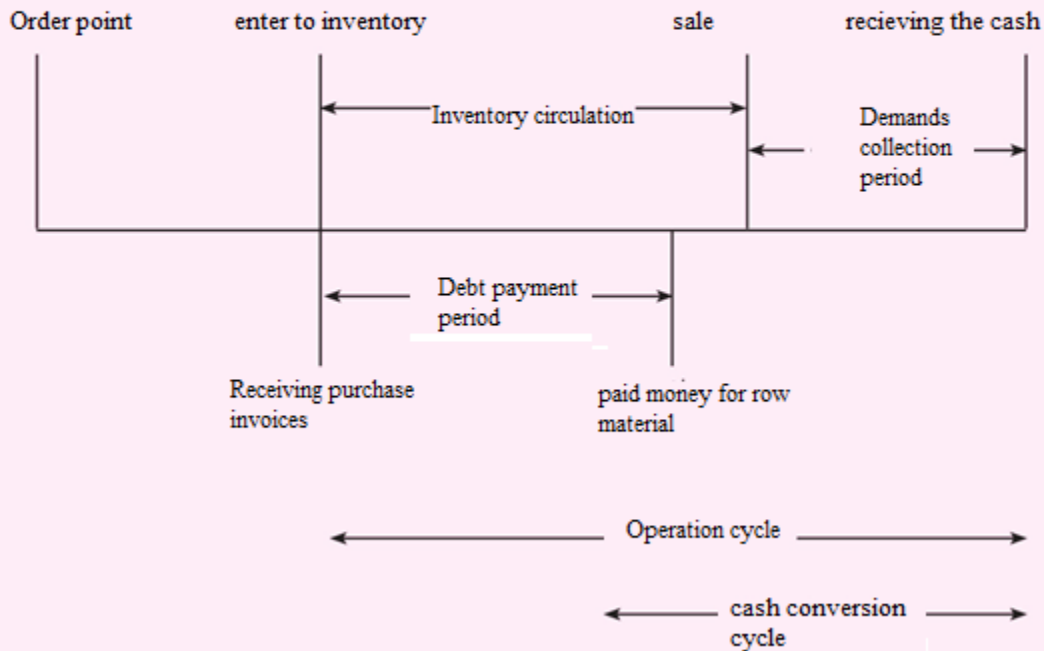 Order point
enter to inventory
sale
recieving the cash
Inventory circulation
Demands
collection
period
Debt payment
period
Receiving purchase
invoices
paid money for row
material
Operation cycle
cash conversion
cycle